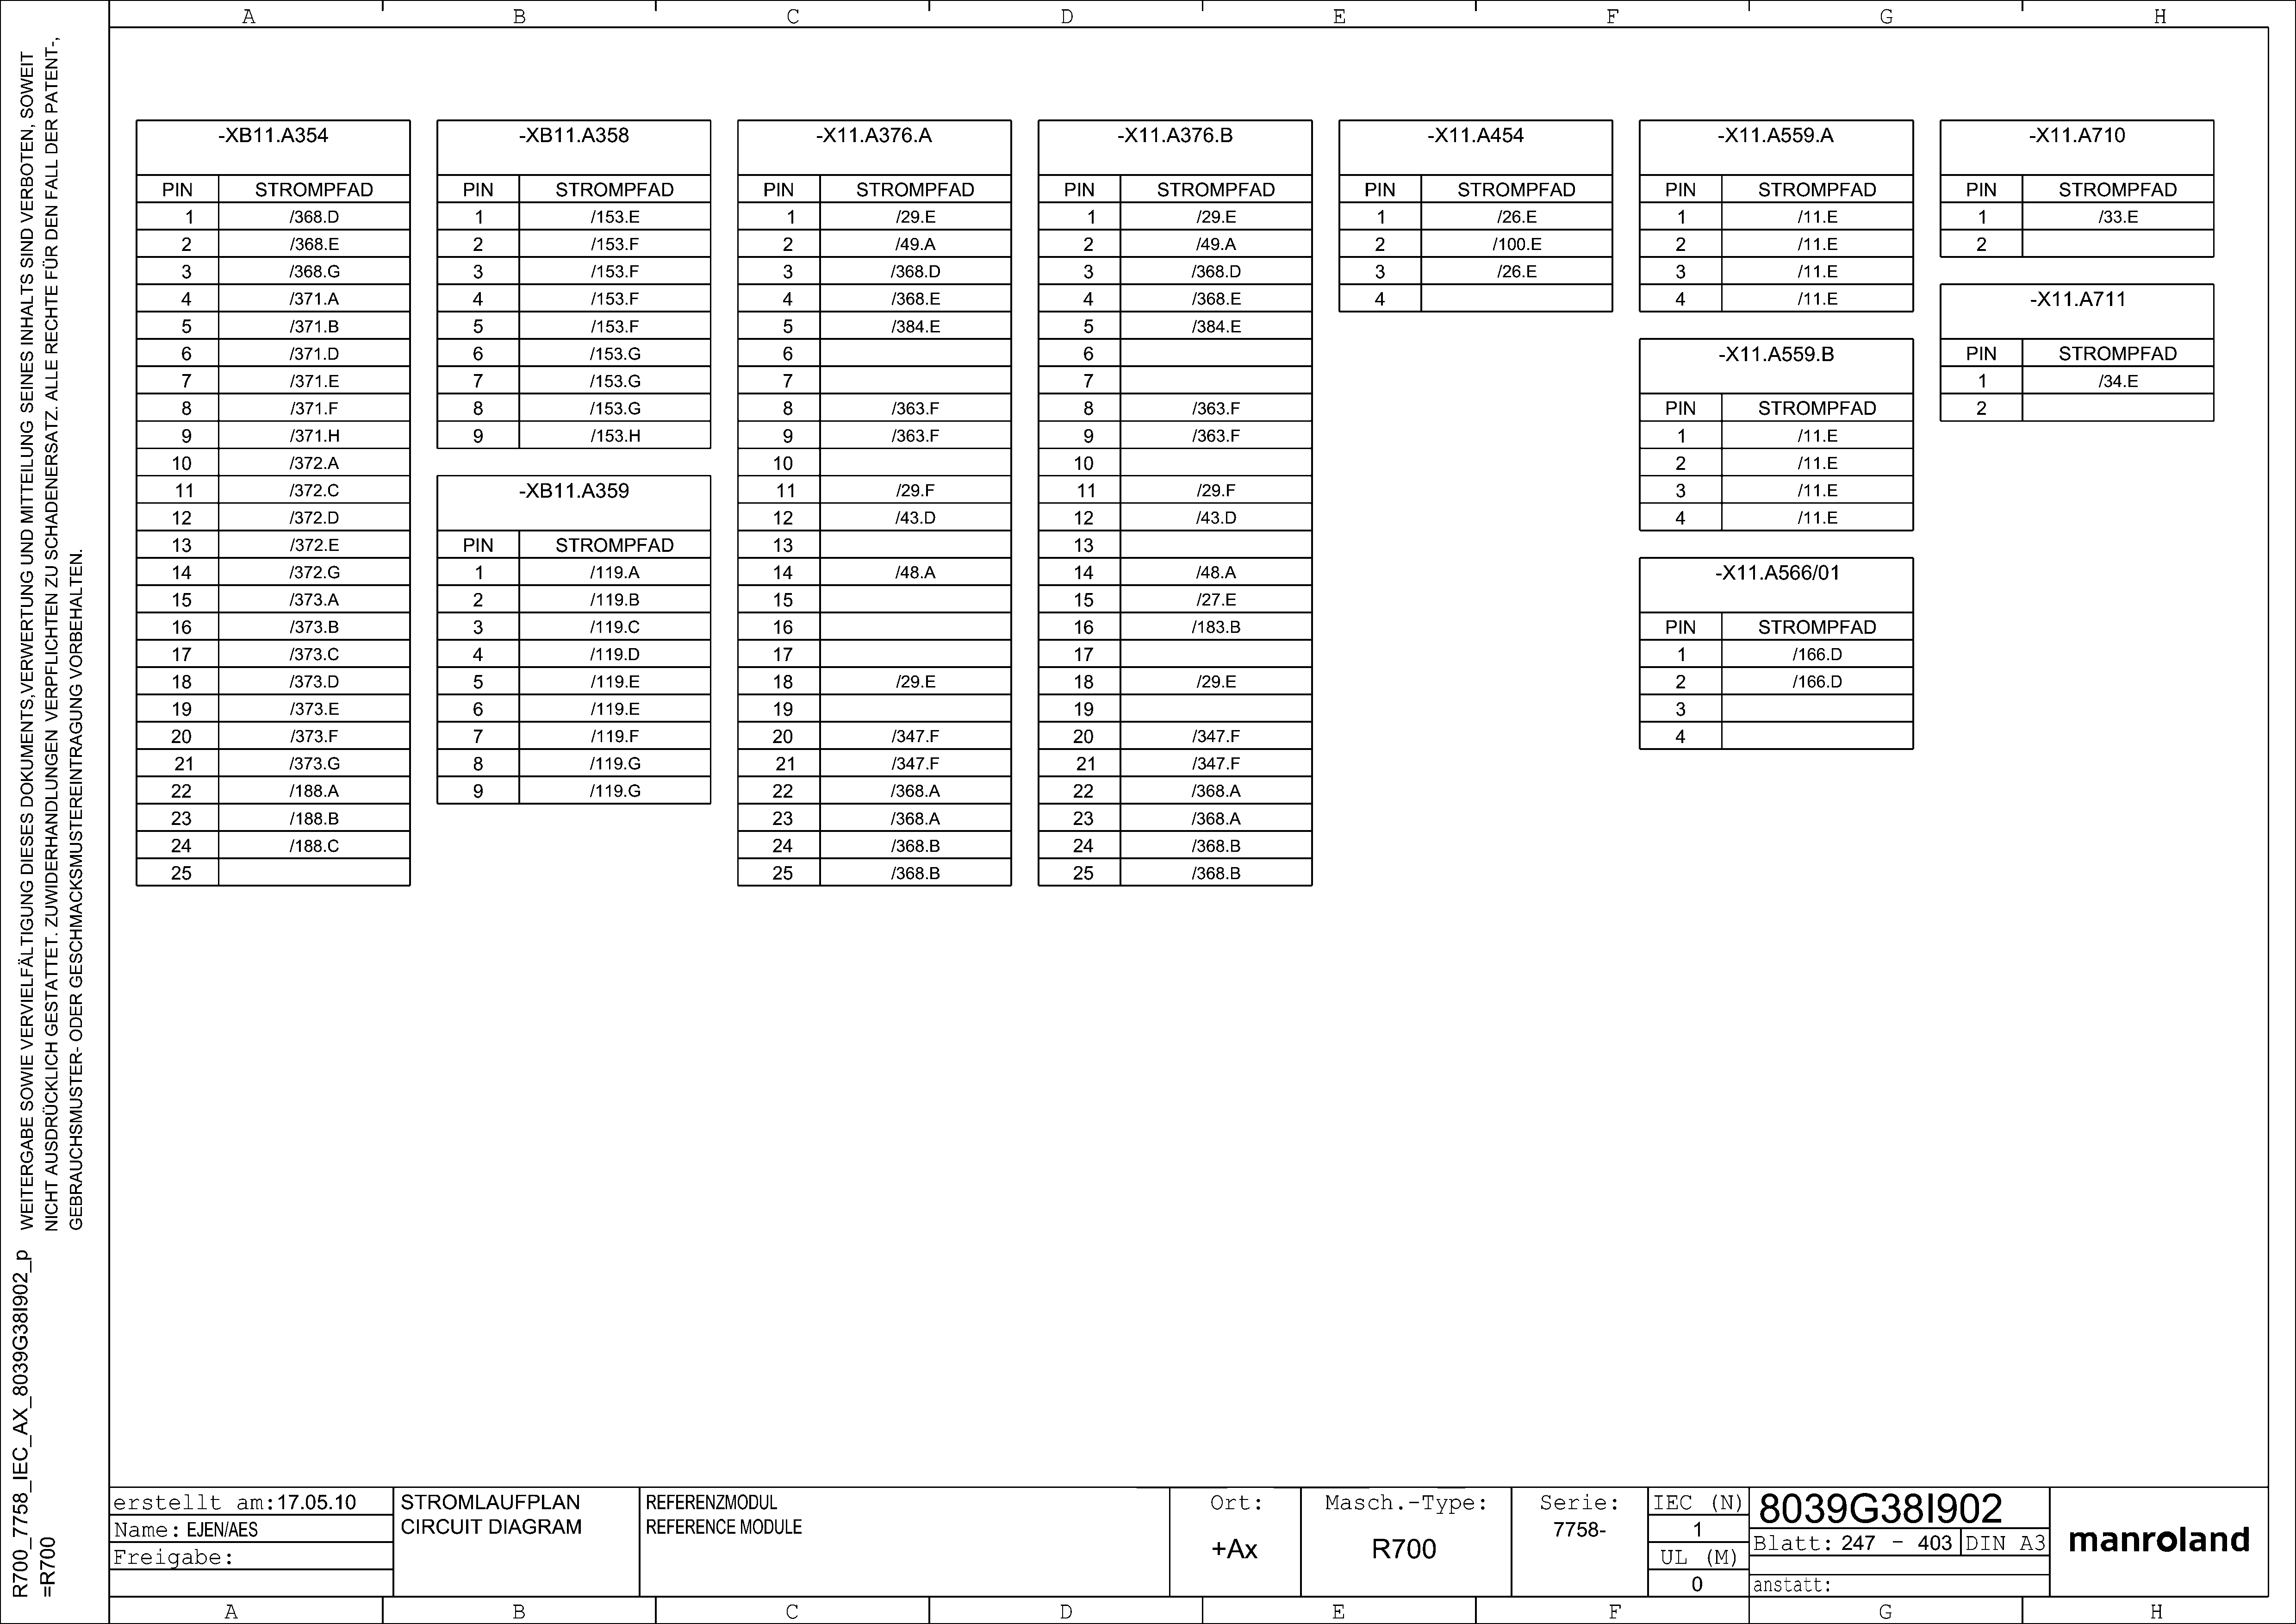 A B C D E F G H
-XB11.A354
PIN STROMPFAD
1 /368.D
2 /368.E
3 /368.G
4 /371.A
5 /371.B
6 /371.D
7 /371.E
8 /371.F
9 /371.H
10 /372.A
11 /372.C
12 /372.D
13 /372.E
14 /372.G
15 /373.A
16 /373.B
17 /373.C
18 /373.D
19 /373.E
20 /373.F
21 /373.G
22 /188.A
23 /188.B
24 /188.C
25
-XB11.A358
PIN STROMPFAD
1 /153.E
2 /153.F
3 /153.F
4 /153.F
5 /153.F
6 /153.G
7 /153.G
8 /153.G
9 /153.H
-XB11.A359
PIN STROMPFAD
1 /119.A
2 /119.B
3 /119.C
4 /119.D
5 /119.E
6 /119.E
7 /119.F
8 /119.G
9 /119.G
-X11.A376.A
PIN STROMPFAD
1 /29.E
2 /49.A
3 /368.D
4 /368.E
5 /384.E
6
7
8 /363.F
9 /363.F
10
11 /29.F
12 /43.D
13
14 /48.A
15
16
17
18 /29.E
19
20 /347.F
21 /347.F
22 /368.A
23 /368.A
24 /368.B
25 /368.B
-X11.A376.B
PIN STROMPFAD
1 /29.E
2 /49.A
3 /368.D
4 /368.E
5 /384.E
6
7
8 /363.F
9 /363.F
10
11 /29.F
12 /43.D
13
14 /48.A
15 /27.E
16 /183.B
17
18 /29.E
19
20 /347.F
21 /347.F
22 /368.A
23 /368.A
24 /368.B
25 /368.B
-X11.A454
PIN STROMPFAD
1 /26.E
2 /100.E
3 /26.E
4
-X11.A559.A
PIN STROMPFAD
1 /11.E
2 /11.E
3 /11.E
4 /11.E
-X11.A559.B
PIN STROMPFAD
1 /11.E
2 /11.E
3 /11.E
4 /11.E
-X11.A566/01
PIN STROMPFAD
1 /166.D
2 /166.D
3
4
-X11.A710
PIN STROMPFAD
1 /33.E
2
-X11.A711
PIN STROMPFAD
1 /34.E
2
WEITERGABE SOWIE VERVIELFÄLTIGUNG DIESES DOKUMENTS,VERWERTUNG UND MITTEILUNG SEINES INHALTS SIND VERBOTEN, SOWEIT
NICHT AUSDRÜCKLICH GESTATTET. ZUWIDERHANDLUNGEN VERPFLICHTEN ZU SCHADENERSATZ. ALLE RECHTE FÜR DEN FALL DER PATENT-,
GEBRAUCHSMUSTER- ODER GESCHMACKSMUSTEREINTRAGUNG VORBEHALTEN.
R700_7758_IEC_AX_8039G38I902_p
=R700
erstellt am:17.05.10
Name: EJEN/AES
Freigabe:
STROMLAUFPLAN
CIRCUIT DIAGRAM
REFERENZMODUL
REFERENCE MODULE
Ort:
+Ax
Masch.-Type:
R700
Serie:
7758-
IEC (N)
1
UL (M)
0
8039G38I902
Blatt: 247 - 403 DIN A3
anstatt:
manroland
A B C D E F G H